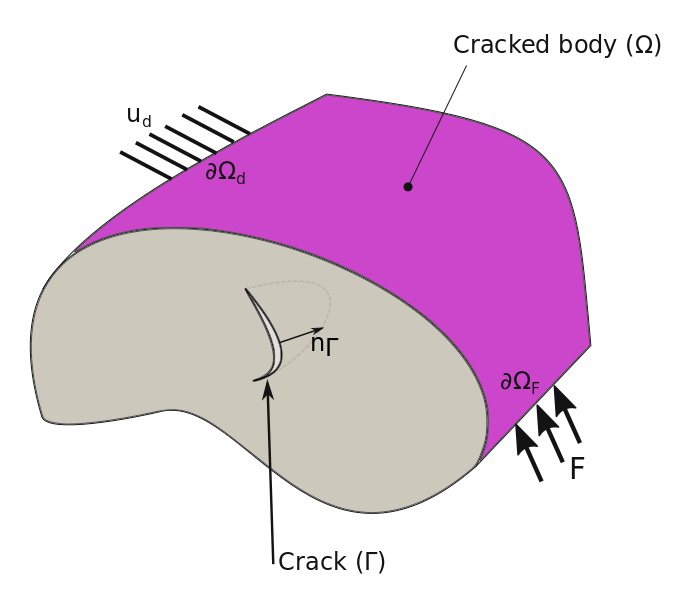 Cracked body (Ω)
u_d
∂Ω_d
n_Γ
∂Ω_F
F
Crack (Γ)